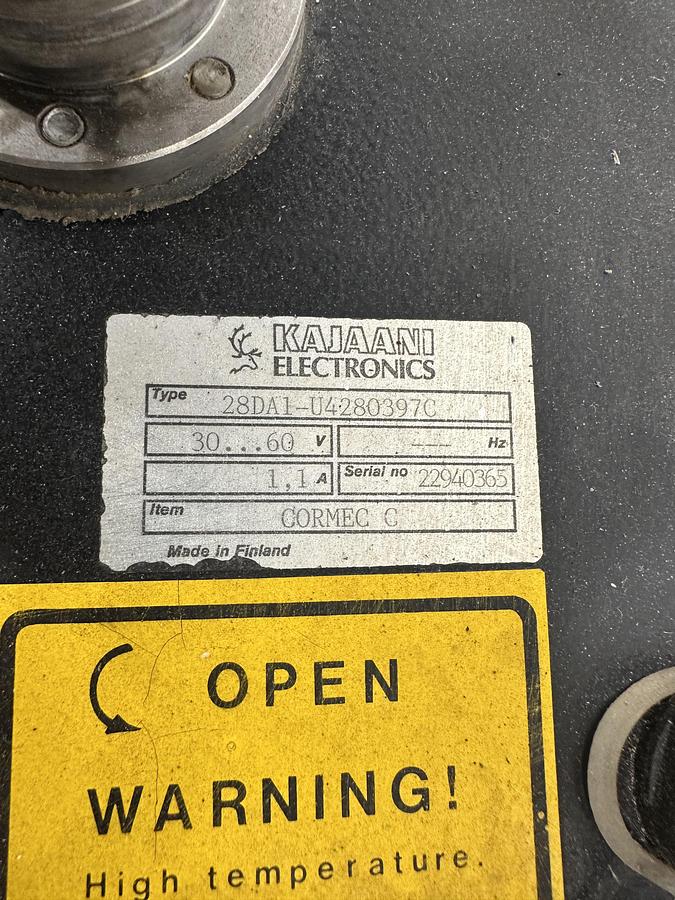 KAJAANI
ELECTRONICS
Type 28DA1-U4280397C
30...60 V --- Hz
1,1 A Serial no 22940365
Item CORMEC C
Made in Finland
OPEN
WARNING!
High temperature.